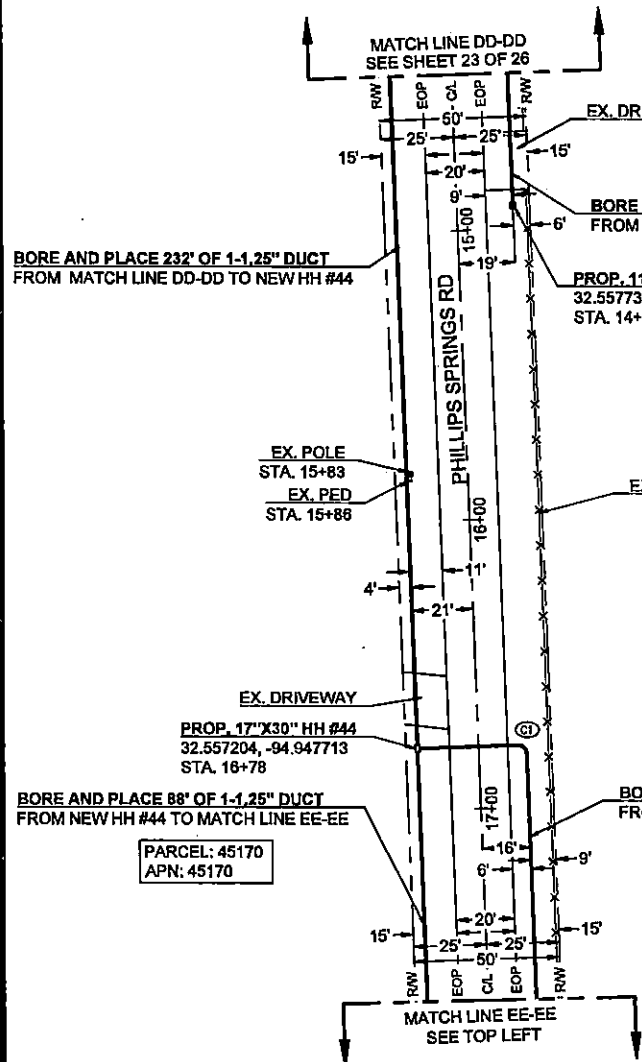 MATCH LINE DD-DD
SEE SHEET 23 OF 26
R/W
EOP
C/L
EOP
R/W
50'
EX. DR
25'
25'
15'
15'
20'
9'
BORE
FROM
6'
15+00
19'
BORE AND PLACE 232' OF 1-1.25" DUCT
FROM MATCH LINE DD-DD TO NEW HH #44
PROP. 11
32.55773
STA. 14+
PHILLIPS SPRINGS RD
EX. POLE
STA. 15+83
EX. PED
STA. 15+86
16+00
11'
4'
21'
EX. DRIVEWAY
PROP. 17"X30" HH #44
32.557204, -94.947713
STA. 16+78
C1
BORE AND PLACE 88' OF 1-1.25" DUCT
FROM NEW HH #44 TO MATCH LINE EE-EE
BO
FR
17+00
16'
9'
6'
PARCEL: 45170
APN: 45170
20'
15'
15'
25'
25'
50'
R/W
EOP
C/L
EOP
R/W
MATCH LINE EE-EE
SEE TOP LEFT